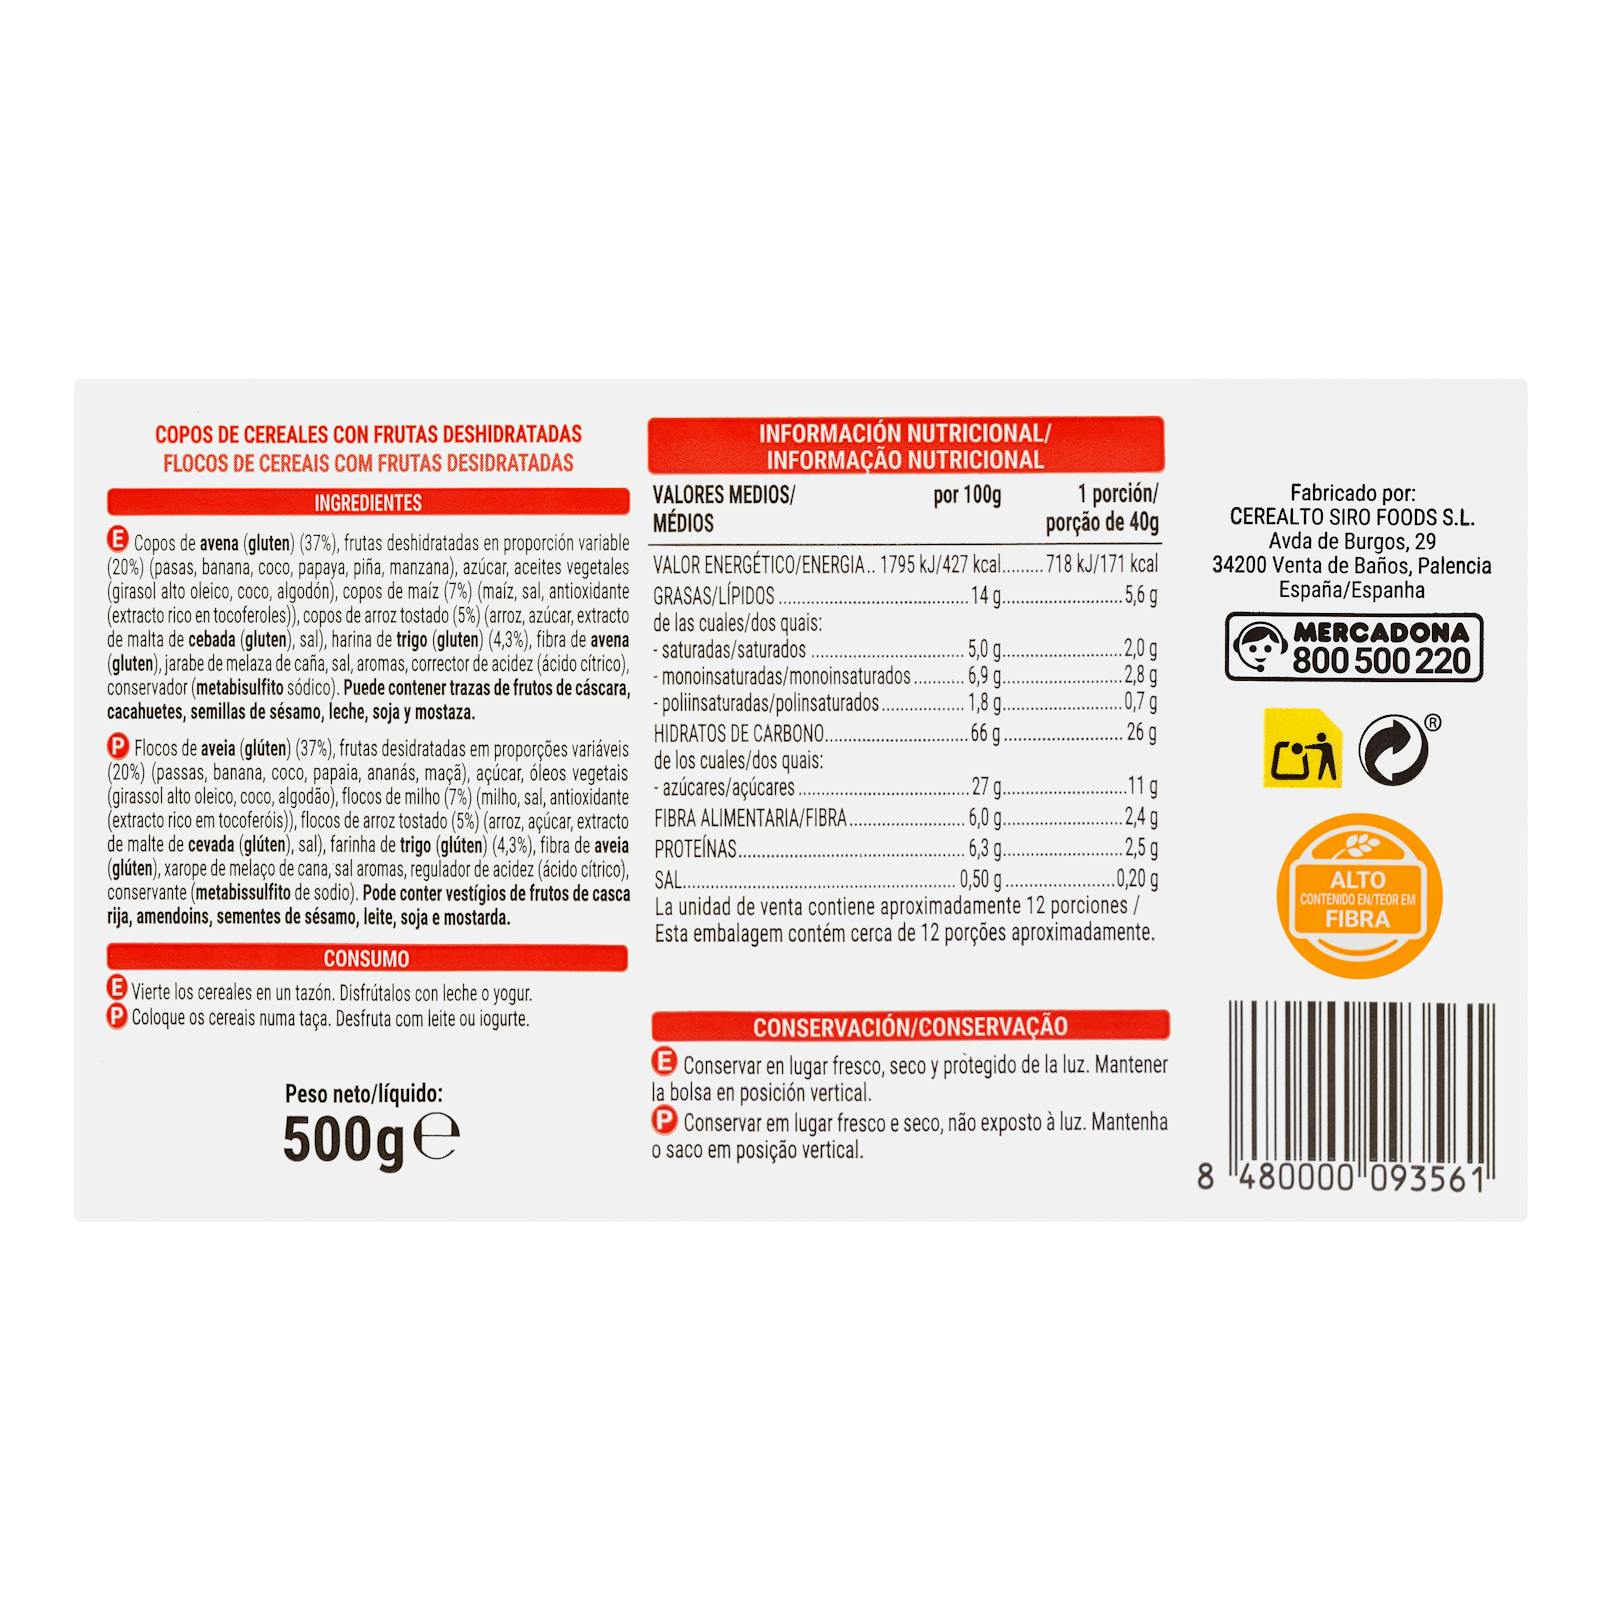 COPOS DE CEREALES CON FRUTAS DESHIDRATADAS
FLOCOS DE CEREAIS COM FRUTAS DESIDRATADAS
INGREDIENTES
E Copos de avena (gluten) (37%), frutas deshidratadas en proporción variable
(20%) (pasas, banana, coco, papaya, piña, manzana), azúcar, aceites vegetales
(girasol alto oleico, coco, algodón), copos de maíz (7%) (maíz, sal, antioxidante
(extracto rico en tocoferoles)), copos de arroz tostado (5%) (arroz, azúcar, extracto
de malta de cebada (gluten), sal), harina de trigo (gluten) (4,3%), fibra de avena
(gluten), jarabe de melaza de caña, sal, aromas, corrector de acidez (ácido cítrico),
conservador (metabisulfito sódico). Puede contener trazas de frutos de cáscara,
cacahuetes, semillas de sésamo, leche, soja y mostaza.
P Flocos de aveia (glúten) (37%), frutas desidratadas em proporções variáveis
(20%) (passas, banana, coco, papaia, ananás, maçã), açúcar, óleos vegetais
(girassol alto oleico, coco, algodão), flocos de milho (7%) (milho, sal, antioxidante
(extracto rico em tocoferóis)), flocos de arroz tostado (5%) (arroz, açúcar, extracto
de malte de cevada (glúten), sal), farinha de trigo (glúten) (4,3%), fibra de aveia
(glúten), xarope de melaço de cana, sal aromas, regulador de acidez (ácido cítrico),
conservante (metabissulfito de sodio). Pode conter vestígios de frutos de casca
rija, amendoins, sementes de sésamo, leite, soja e mostarda.
CONSUMO
E Vierte los cereales en un tazón. Disfrútalos con leche o yogur.
P Coloque os cereais numa taça. Desfruta com leite ou iogurte.
Peso neto/líquido:
500g ℮
INFORMACIÓN NUTRICIONAL/
INFORMAÇÃO NUTRICIONAL
VALORES MEDIOS/ por 100g 1 porción/
MÉDIOS porção de 40g
VALOR ENERGÉTICO/ENERGIA.. 1795 kJ/427 kcal......... 718 kJ/171 kcal
GRASAS/LÍPIDOS ............ 14 g............ 5,6 g
de las cuales/dos quais:
- saturadas/saturados ............ 5,0 g............ 2,0 g
- monoinsaturadas/monoinsaturados ............ 6,9 g............ 2,8 g
- poliinsaturadas/polinsaturados............ 1,8 g............ 0,7 g
HIDRATOS DE CARBONO............ 66 g............ 26 g
de los cuales/dos quais:
- azúcares/açúcares ............ 27 g............ 11 g
FIBRA ALIMENTARIA/FIBRA............ 6,0 g............ 2,4 g
PROTEÍNAS............ 6,3 g............ 2,5 g
SAL............ 0,50 g............ 0,20 g
La unidad de venta contiene aproximadamente 12 porciones /
Esta embalagem contém cerca de 12 porções aproximadamente.
CONSERVACIÓN/CONSERVAÇÃO
E Conservar en lugar fresco, seco y protegido de la luz. Mantener
la bolsa en posición vertical.
P Conservar em lugar fresco e seco, não exposto à luz. Mantenha
o saco em posição vertical.
Fabricado por:
CEREALTO SIRO FOODS S.L.
Avda de Burgos, 29
34200 Venta de Baños, Palencia
España/Espanha
MERCADONA
800 500 220
®
ALTO
CONTENIDO EN/TEOR EM
FIBRA
8 480000 093561